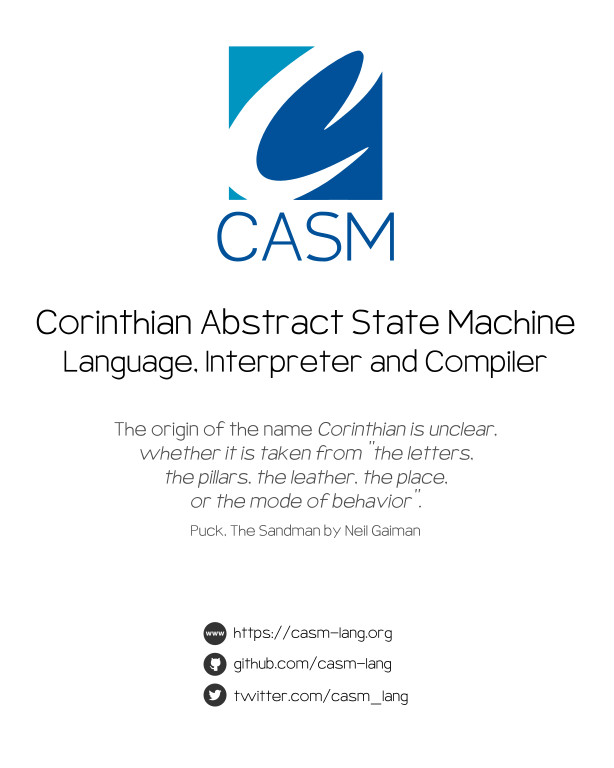 CASM
Corinthian Abstract State Machine
Language, Interpreter and Compiler
The origin of the name Corinthian is unclear,
whether it is taken from "the letters,
the pillars, the leather, the place,
or the mode of behavior".
Puck, The Sandman by Neil Gaiman
www https://casm-lang.org
github.com/casm-lang
twitter.com/casm_lang